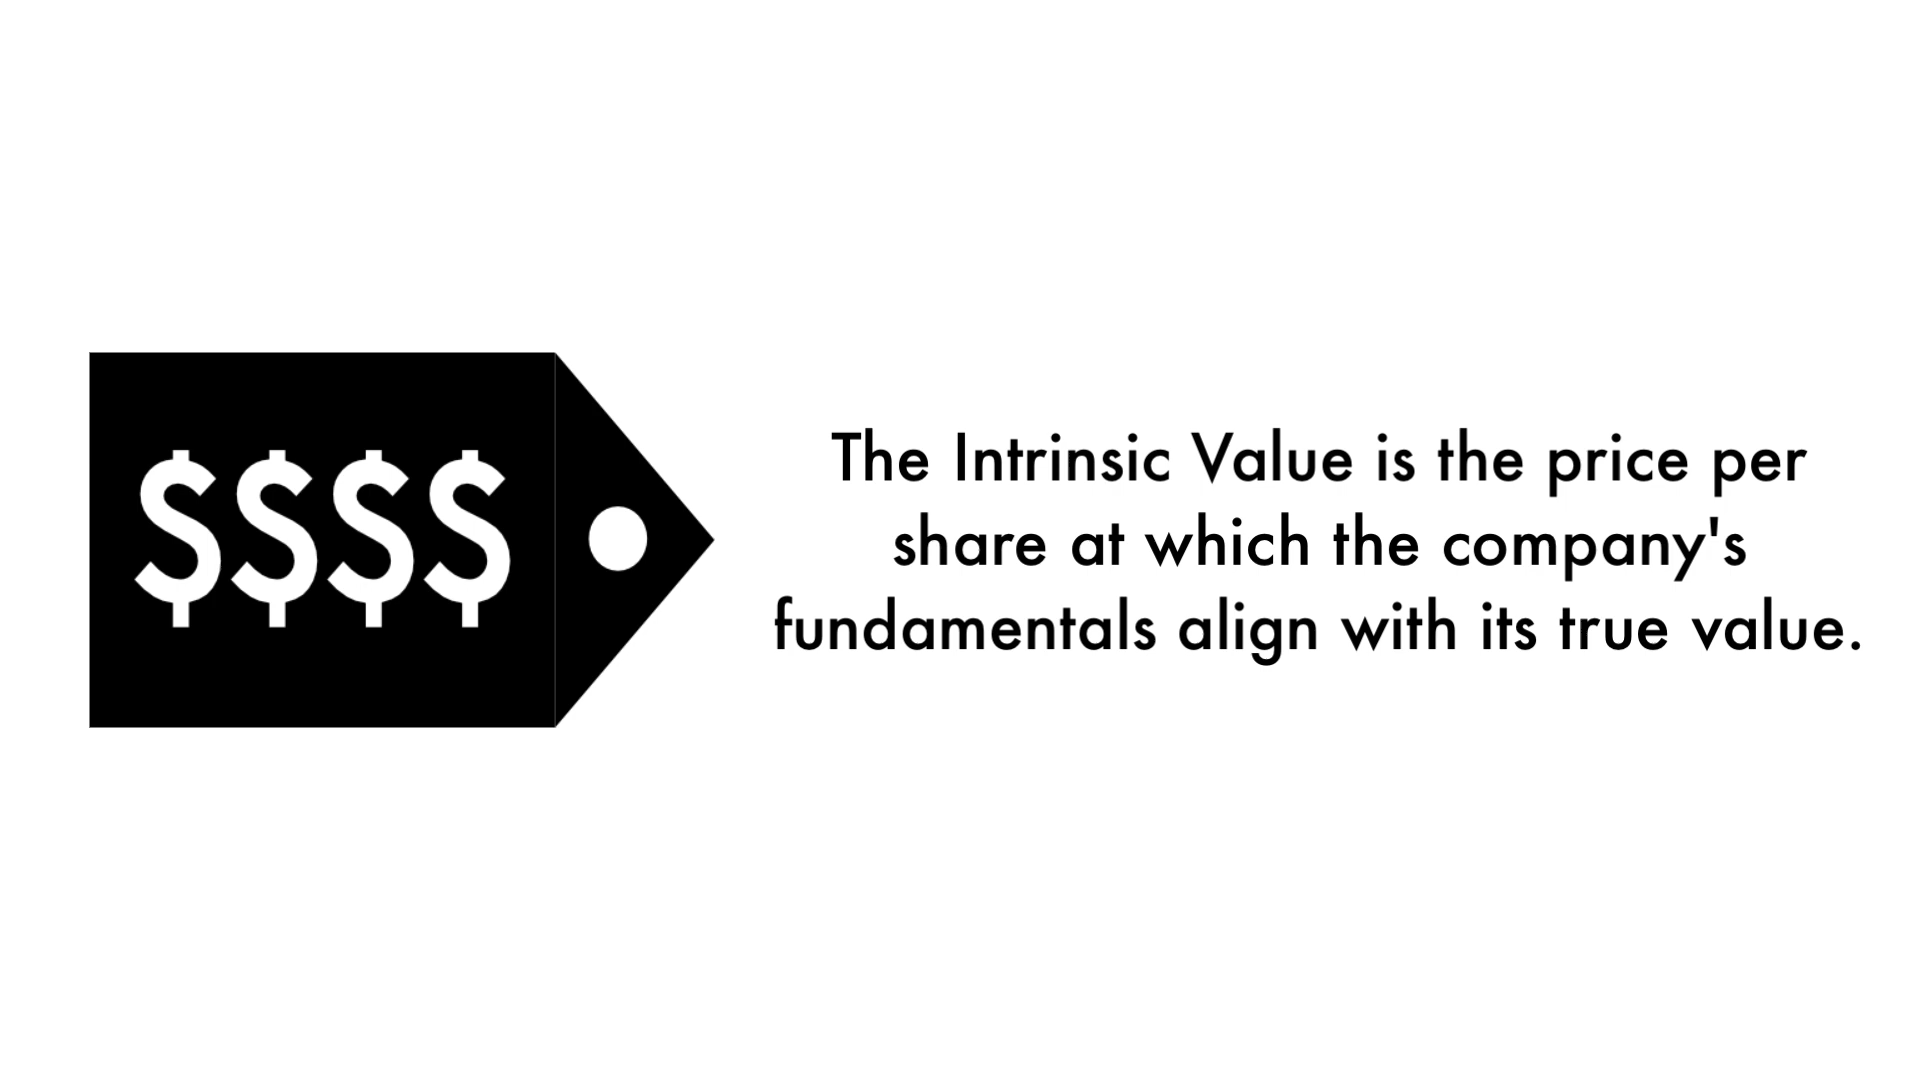 $$$$
The Intrinsic Value is the price per
share at which the company's
fundamentals align with its true value.